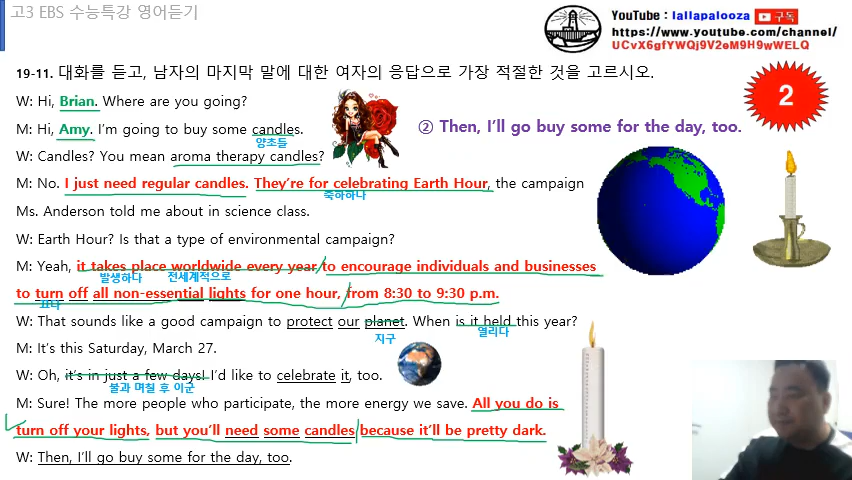 고3 EBS 수능특강 영어듣기
YouTube : lallapalooza 구독
https://www.youtube.com/channel/
UCvX6gfYWQj9V2eM9H9wWELQ
19-11. 대화를 듣고, 남자의 마지막 말에 대한 여자의 응답으로 가장 적절한 것을 고르시오.
2
W: Hi, Brian. Where are you going?
M: Hi, Amy. I'm going to buy some candles.
양초들
② Then, I'll go buy some for the day, too.
W: Candles? You mean aroma therapy candles?
M: No. I just need regular candles. They're for celebrating Earth Hour, the campaign
축하하다
Ms. Anderson told me about in science class.
W: Earth Hour? Is that a type of environmental campaign?
M: Yeah, it takes place worldwide every year to encourage individuals and businesses
발생하다 전세계적으로
to turn off all non-essential lights for one hour, from 8:30 to 9:30 p.m.
끄다
W: That sounds like a good campaign to protect our planet. When is it held this year?
지구 열리다
M: It's this Saturday, March 27.
W: Oh, it's in just a few days! I'd like to celebrate it, too.
불과 며칠 후 이군
M: Sure! The more people who participate, the more energy we save. All you do is
turn off your lights, but you'll need some candles because it'll be pretty dark.
W: Then, I'll go buy some for the day, too.